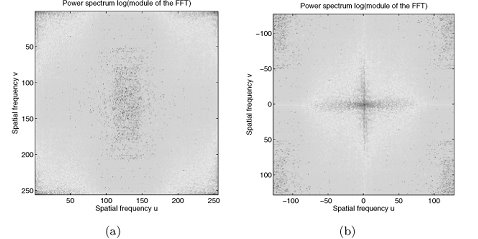 Power spectrum log(module of the FFT)
Spatial frequency v
50
100
150
200
250
50
100
150
200
250
Spatial frequency u
(a)
Power spectrum log(module of the FFT)
Spatial frequency v
-100
-50
0
50
100
-100
-50
0
50
100
Spatial frequency u
(b)